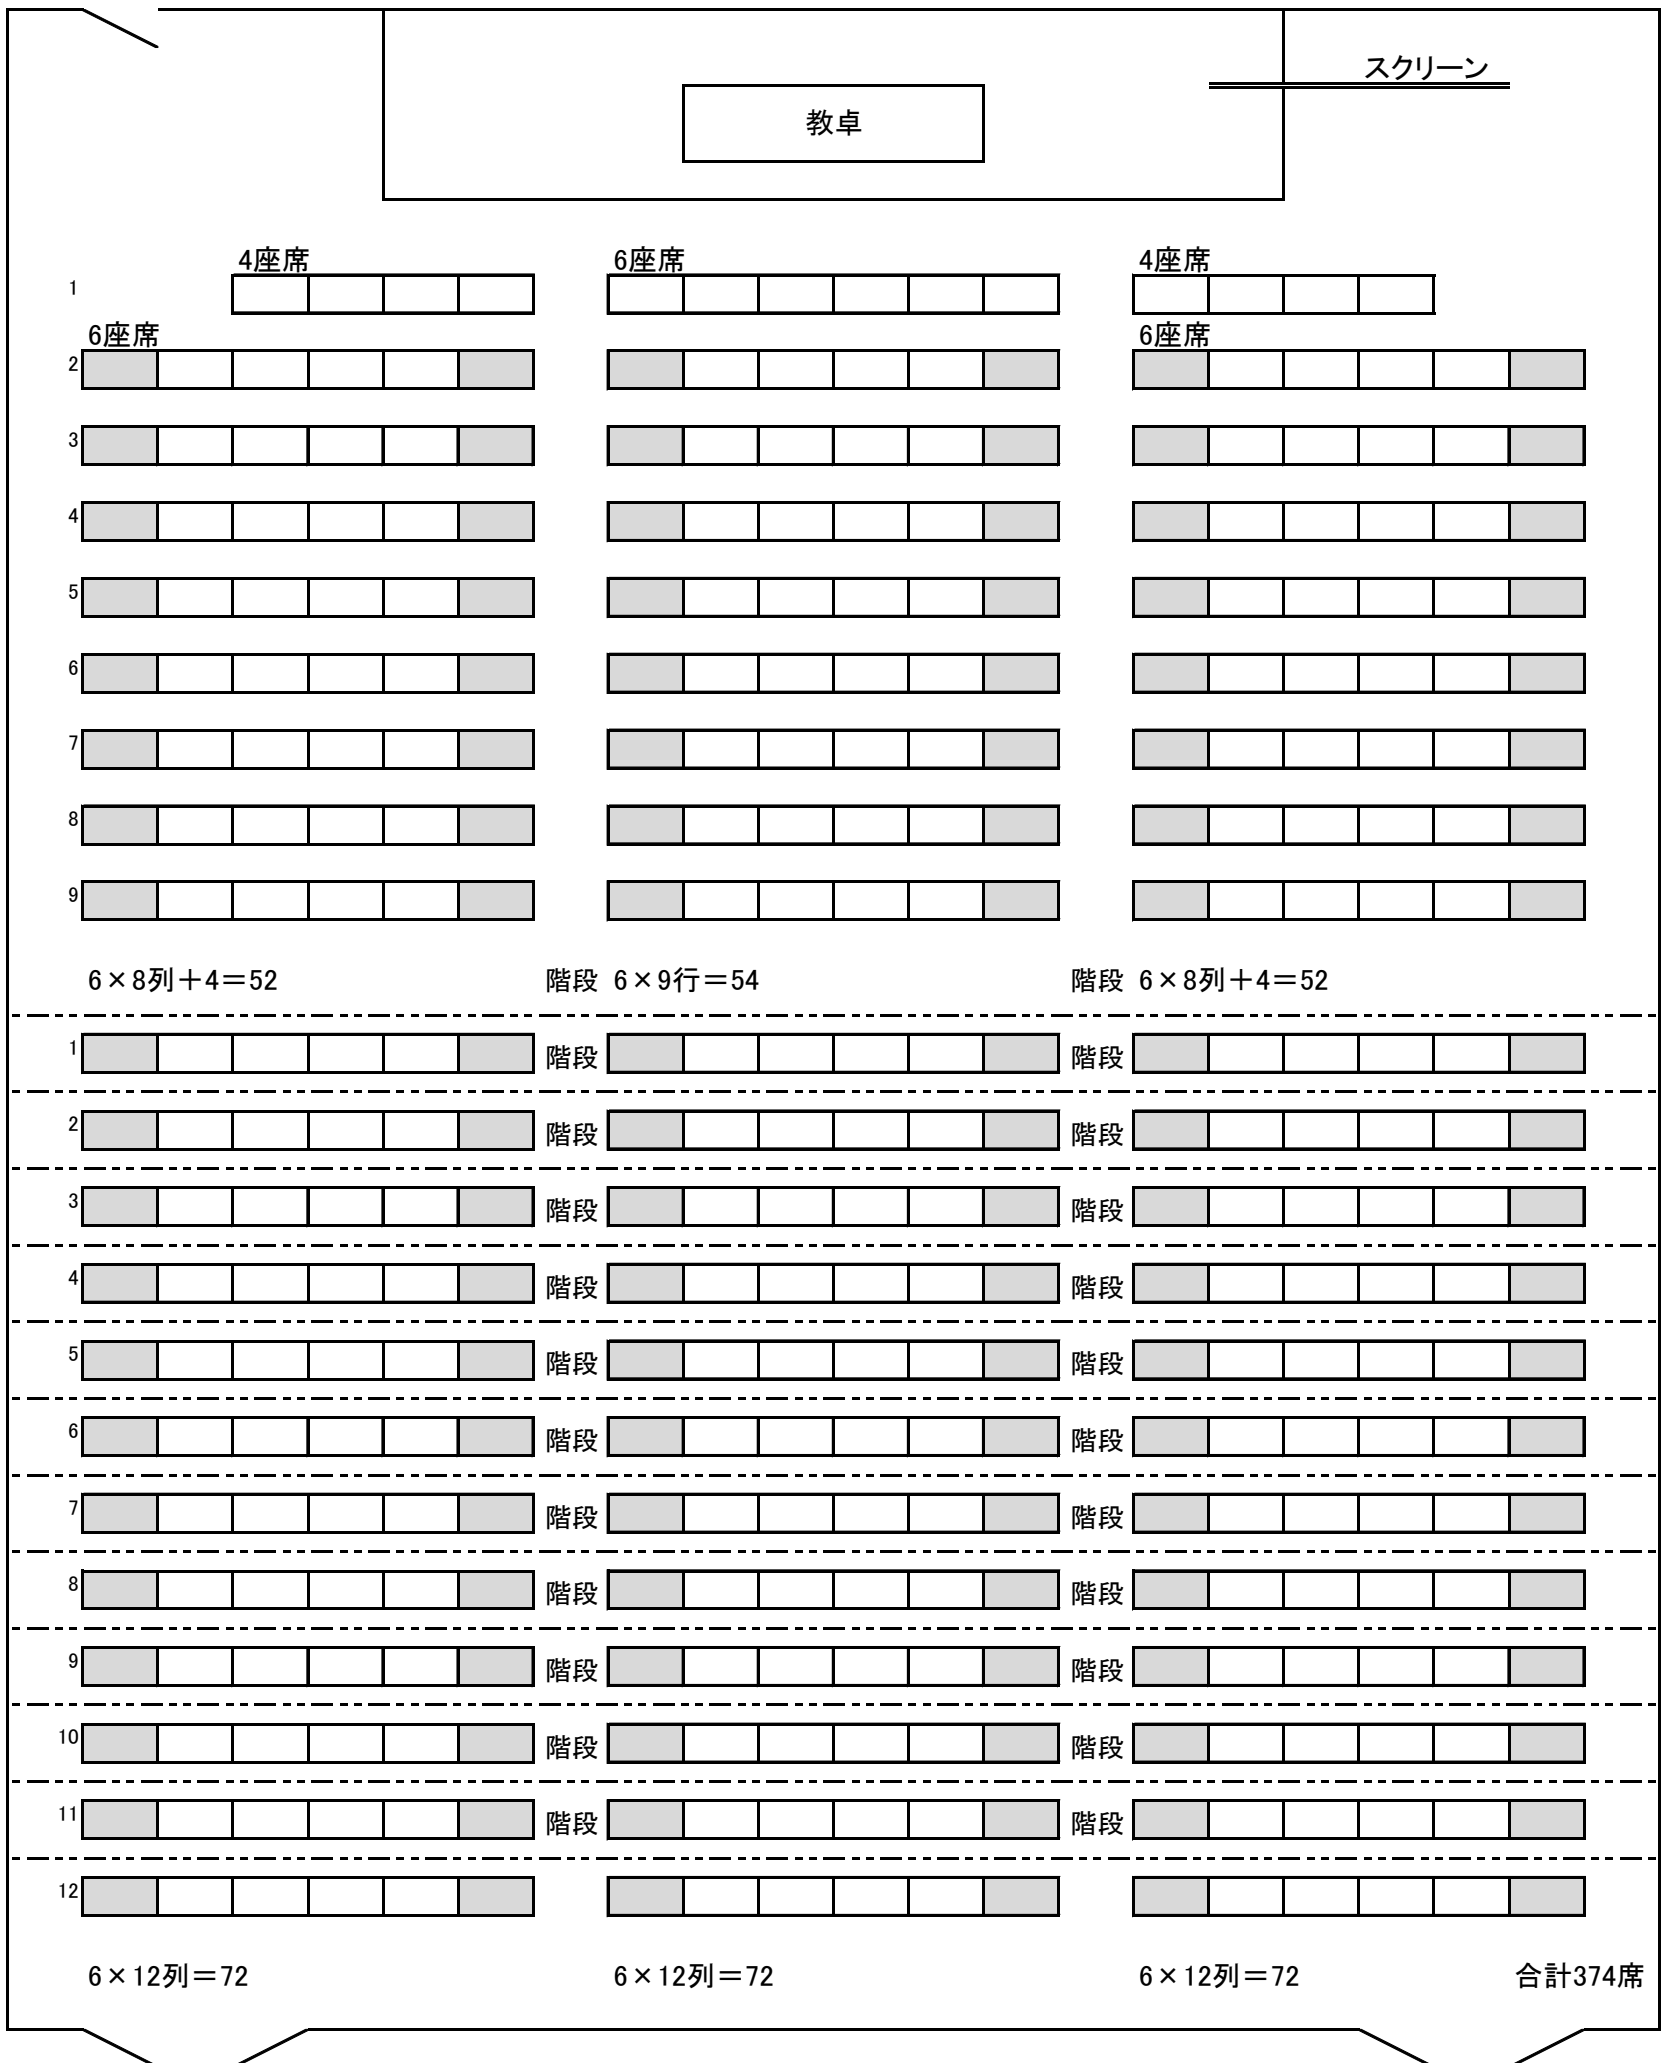 スクリーン
教卓
4座席 6座席 4座席
1
6座席 6座席
2
3
4
5
6
7
8
9
6×8列＋4＝52 階段 6×9行＝54 階段 6×8列＋4＝52
1 階段 階段
2 階段 階段
3 階段 階段
4 階段 階段
5 階段 階段
6 階段 階段
7 階段 階段
8 階段 階段
9 階段 階段
10 階段 階段
11 階段 階段
12
6×12列＝72 6×12列＝72 6×12列＝72 合計374席